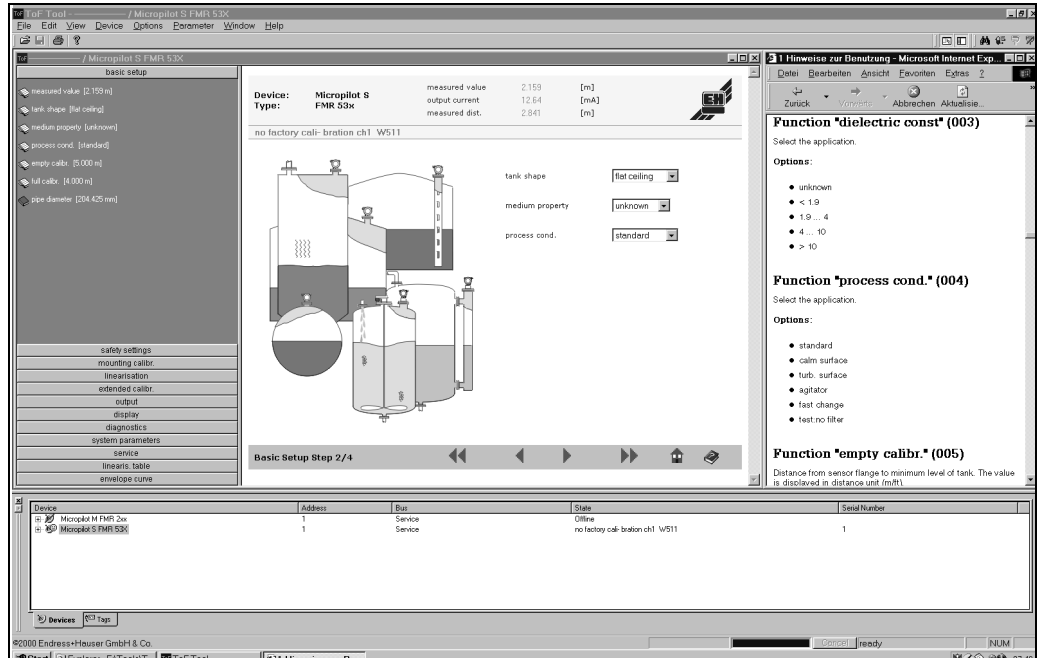 ToF Tool - ———— / Micropilot S FMR 53X
File Edit View Device Options Parameter Window Help
———— / Micropilot S FMR 53X
basic setup
measured value [2.159 m]
tank shape [flat ceiling]
medium property [unknown]
process cond. [standard]
empty calibr. [5.000 m]
full calibr. [4.000 m]
pipe diameter [204.425 mm]
safety settings
mounting calibr.
linearisation
extended calibr.
output
display
diagnostics
system parameters
service
linearis. table
envelope curve
Device: Micropilot S
Type: FMR 53x
measured value 2.159 [m]
output current 12.64 [mA]
measured dist. 2.841 [m]
EH
no factory cali- bration ch1 W511
tank shape flat ceiling
medium property unknown
process cond. standard
Basic Setup Step 2/4
1 Hinweise zur Benutzung - Microsoft Internet Exp...
Datei Bearbeiten Ansicht Favoriten Extras ?
Zurück Vorwärts Abbrechen Aktualisie...
Function "dielectric const" (003)
Select the application.
Options:
unknown
< 1.9
1.9 ... 4
4 ... 10
> 10
Function "process cond." (004)
Select the application.
Options:
standard
calm surface
turb. surface
agitator
fast change
test:no filter
Function "empty calibr." (005)
Distance from sensor flange to minimum level of tank. The value
is displayed in distance unit (m/ft).
Device Address Bus State Serial Number
Micropilot M FMR 2xx 1 Service Offline
Micropilot S FMR 53X 1 Service no factory cali- bration ch1 W511 1
Devices Tags
©2000 Endress+Hauser GmbH & Co.
Cancel ready NUM
Start